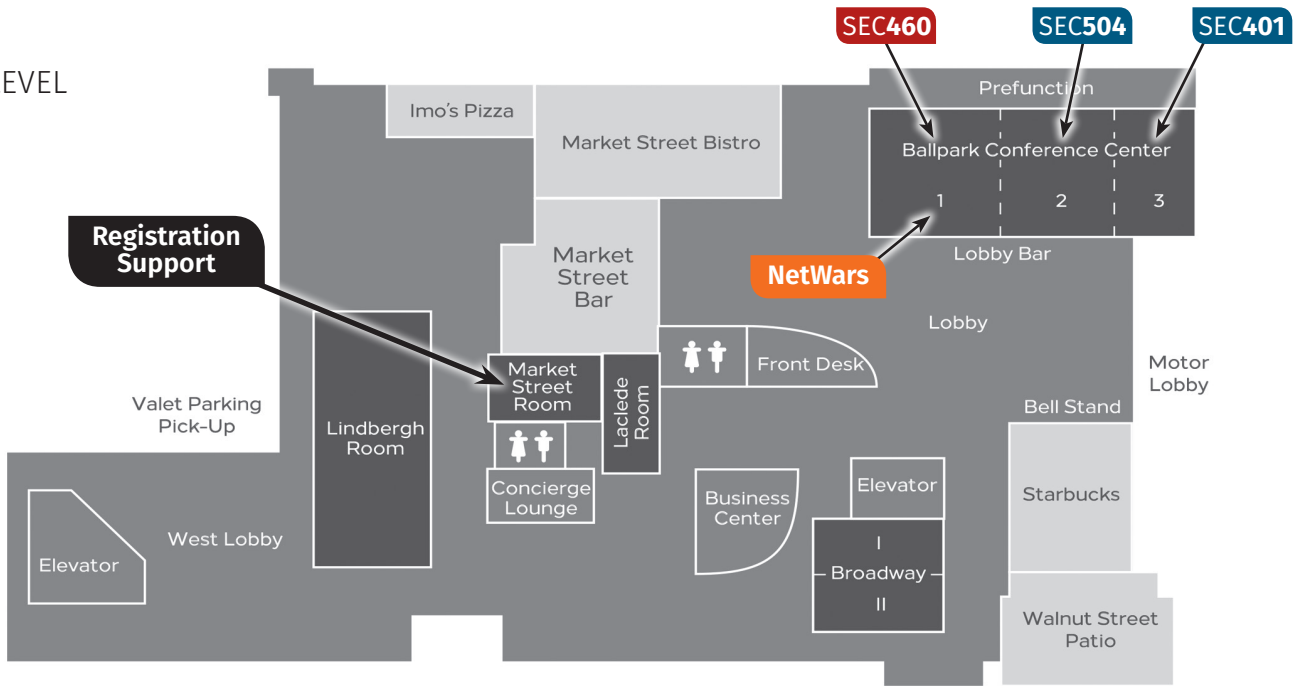 SEC460
SEC504
SEC401
EVEL
Prefunction
Imo's Pizza
Market Street Bistro
Ballpark Conference Center
1
2
3
Registration
Support
Market
Street
Bar
NetWars
Lobby Bar
Lobby
Front Desk
Motor
Lobby
Market
Street
Room
Laclede
Room
Valet Parking
Pick-Up
Lindbergh
Room
Bell Stand
Concierge
Lounge
Business
Center
Elevator
Starbucks
West Lobby
Elevator
I
Broadway
II
Walnut Street
Patio